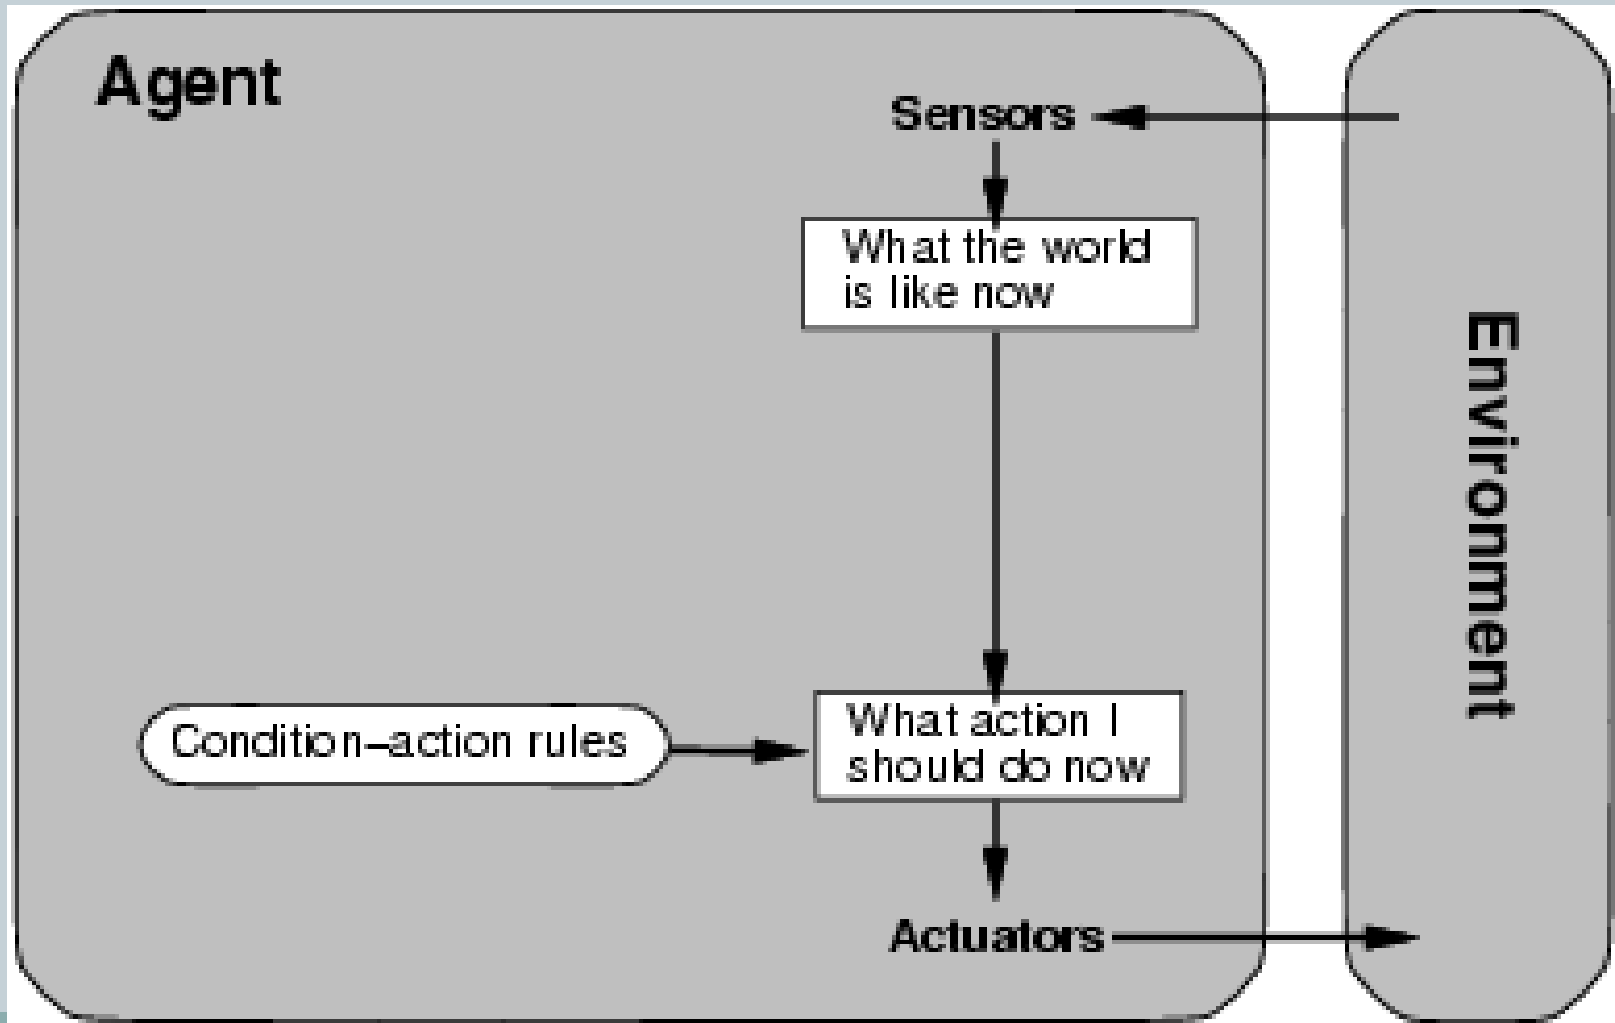 Agent
Sensors
What the world
is like now
Environment
Condition–action rules
What action I
should do now
Actuators